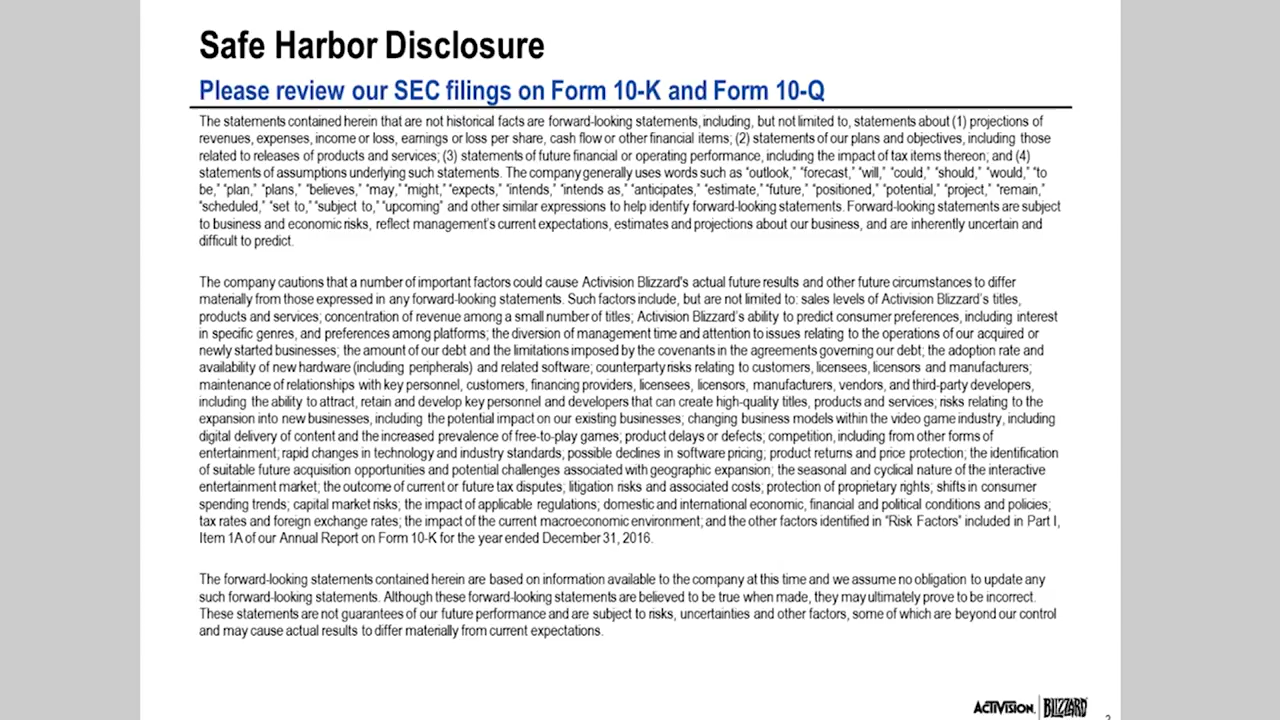 Safe Harbor Disclosure
Please review our SEC filings on Form 10-K and Form 10-Q
The statements contained herein that are not historical facts are forward-looking statements, including, but not limited to, statements about (1) projections of
revenues, expenses, income or loss, earnings or loss per share, cash flow or other financial items; (2) statements of our plans and objectives, including those
related to releases of products and services; (3) statements of future financial or operating performance, including the impact of tax items thereon; and (4)
statements of assumptions underlying such statements. The company generally uses words such as “outlook,” “forecast,” “will,” “could,” “should,” “would,” “to
be,” “plan,” “plans,” “believes,” “may,” “might,” “expects,” “intends,” “intends as,” “anticipates,” “estimate,” “future,” “positioned,” “potential,” “project,” “remain,”
“scheduled,” “set to,” “subject to,” “upcoming” and other similar expressions to help identify forward-looking statements. Forward-looking statements are subject
to business and economic risks, reflect management’s current expectations, estimates and projections about our business, and are inherently uncertain and
difficult to predict.
The company cautions that a number of important factors could cause Activision Blizzard's actual future results and other future circumstances to differ
materially from those expressed in any forward-looking statements. Such factors include, but are not limited to: sales levels of Activision Blizzard’s titles,
products and services; concentration of revenue among a small number of titles; Activision Blizzard’s ability to predict consumer preferences, including interest
in specific genres, and preferences among platforms; the diversion of management time and attention to issues relating to the operations of our acquired or
newly started businesses; the amount of our debt and the limitations imposed by the covenants in the agreements governing our debt; the adoption rate and
availability of new hardware (including peripherals) and related software; counterparty risks relating to customers, licensees, licensors and manufacturers;
maintenance of relationships with key personnel, customers, financing providers, licensees, licensors, manufacturers, vendors, and third-party developers,
including the ability to attract, retain and develop key personnel and developers that can create high-quality titles, products and services; risks relating to the
expansion into new businesses, including the potential impact on our existing businesses; changing business models within the video game industry, including
digital delivery of content and the increased prevalence of free-to-play games; product delays or defects; competition, including from other forms of
entertainment; rapid changes in technology and industry standards; possible declines in software pricing; product returns and price protection; the identification
of suitable future acquisition opportunities and potential challenges associated with geographic expansion; the seasonal and cyclical nature of the interactive
entertainment market; the outcome of current or future tax disputes; litigation risks and associated costs; protection of proprietary rights; shifts in consumer
spending trends; capital market risks; the impact of applicable regulations; domestic and international economic, financial and political conditions and policies;
tax rates and foreign exchange rates; the impact of the current macroeconomic environment; and the other factors identified in “Risk Factors” included in Part I,
Item 1A of our Annual Report on Form 10-K for the year ended December 31, 2016.
The forward-looking statements contained herein are based on information available to the company at this time and we assume no obligation to update any
such forward-looking statements. Although these forward-looking statements are believed to be true when made, they may ultimately prove to be incorrect.
These statements are not guarantees of our future performance and are subject to risks, uncertainties and other factors, some of which are beyond our control
and may cause actual results to differ materially from current expectations.
ACTIVISION. BLIZZARD
2